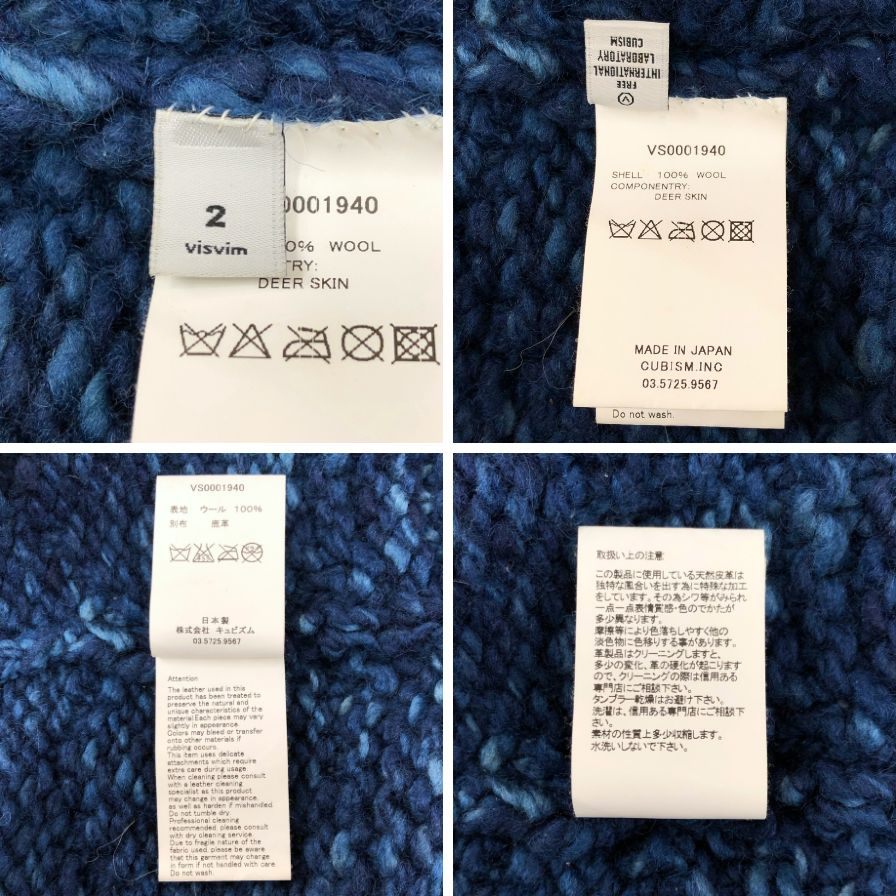 2
visvim
0001940
0% WOOL
TRY:
DEER SKIN
FREE
INTERNATIONAL
LABORATORY
CUBISM
VS0001940
SHELL 100% WOOL
COMPONENTRY:
DEER SKIN
MADE IN JAPAN
CUBISM.INC
03.5725.9567
Do not wash.
VS0001940
表地 ウール 100%
別布 鹿革
日本製
株式会社 キュビズム
03.5725.9567
Attention
The leather used in this
product has been treated to
preserve the natural and
unique characteristics of the
material.Each piece may vary
slightly in appearance.
Colors may bleed or transfer
onto other materials if
rubbing occurs.
This item uses delicate
attachments which require
extra care during usage.
When cleaning please consult
with a leather cleaning
specialist as this product
may change in appearance,
as well as harden if mishandled.
Do not tumble dry.
Professional cleaning
recommended, please consult
with dry cleaning service.
Due to fragile nature of the
fabric used, please be aware
that this garment may change
in form if not handled with care.
Do not wash.
取扱い上の注意
この製品に使用している天然皮革は
独特な風合いを出す為に特殊な加工
をしています。その為シワ等がみられ
一点一点表情質感・色のでかたが
多少異なります。
摩擦等により色落ちしやすく他の
淡色物に色移りする事があります。
革製品はクリーニングしますと、
多少の変化、革の硬化が起こります
ので、クリーニングの際は信用ある
専門店にご相談下さい。
タンブラー乾燥はお避け下さい。
洗濯は、信用ある専門店にご相談下
さい。
素材の性質上多少収縮します。
水洗いしないで下さい。